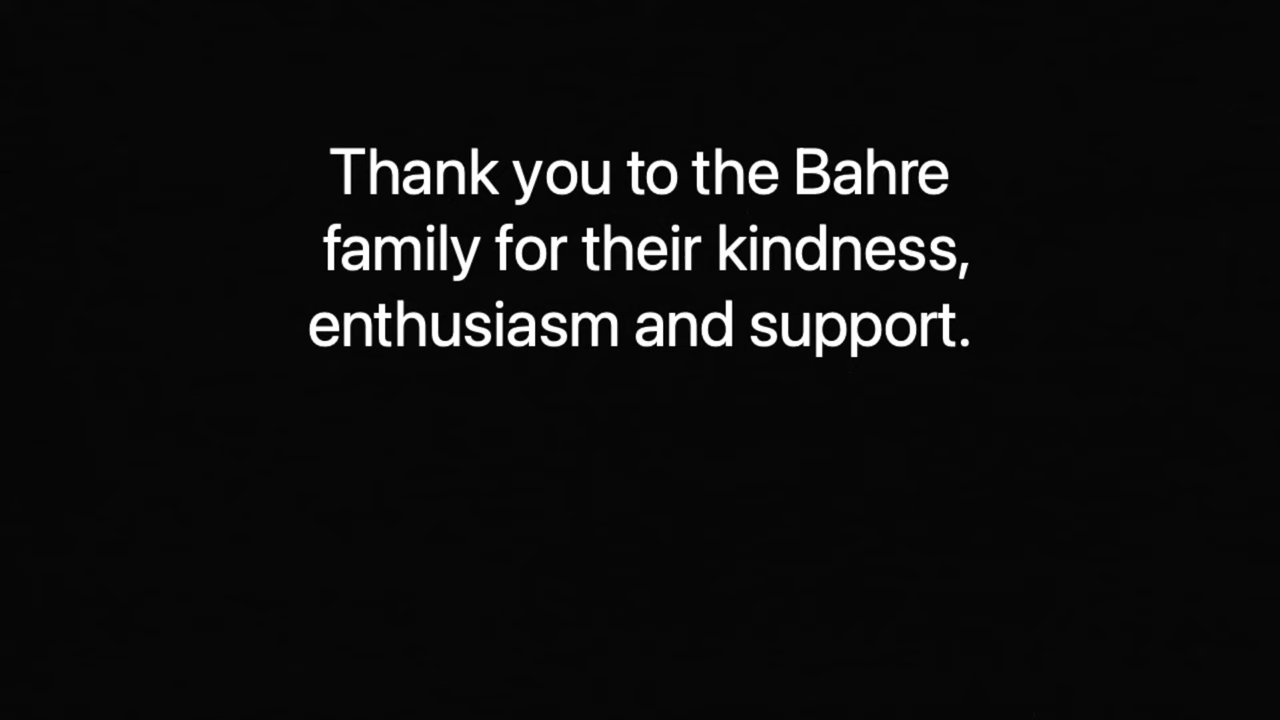 Thank you to the Bahre
family for their kindness,
enthusiasm and support.